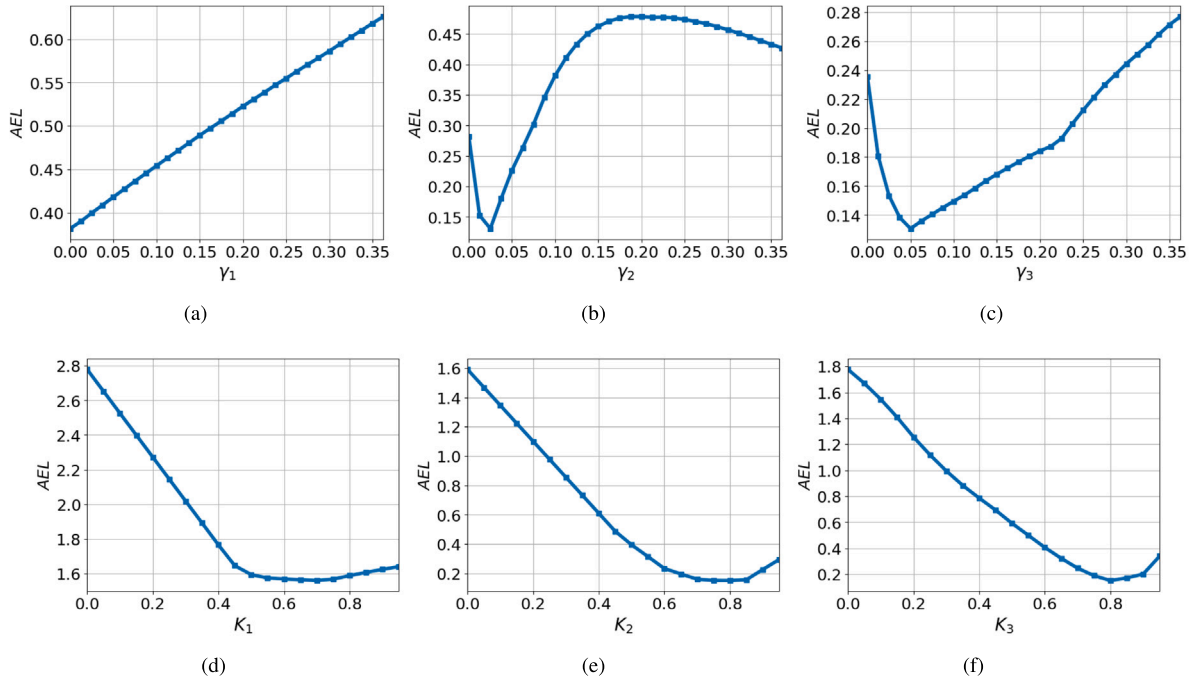 0.60
0.55
0.50
0.45
0.40
AEL
0.00 0.05 0.10 0.15 0.20 0.25 0.30 0.35
γ1
(a)
0.45
0.40
0.35
0.30
0.25
0.20
0.15
AEL
0.00 0.05 0.10 0.15 0.20 0.25 0.30 0.35
γ2
(b)
0.28
0.26
0.24
0.22
0.20
0.18
0.16
0.14
AEL
0.00 0.05 0.10 0.15 0.20 0.25 0.30 0.35
γ3
(c)
2.8
2.6
2.4
2.2
2.0
1.8
1.6
AEL
0.0 0.2 0.4 0.6 0.8
K1
(d)
1.6
1.4
1.2
1.0
0.8
0.6
0.4
0.2
AEL
0.0 0.2 0.4 0.6 0.8
K2
(e)
1.8
1.6
1.4
1.2
1.0
0.8
0.6
0.4
0.2
AEL
0.0 0.2 0.4 0.6 0.8
K3
(f)